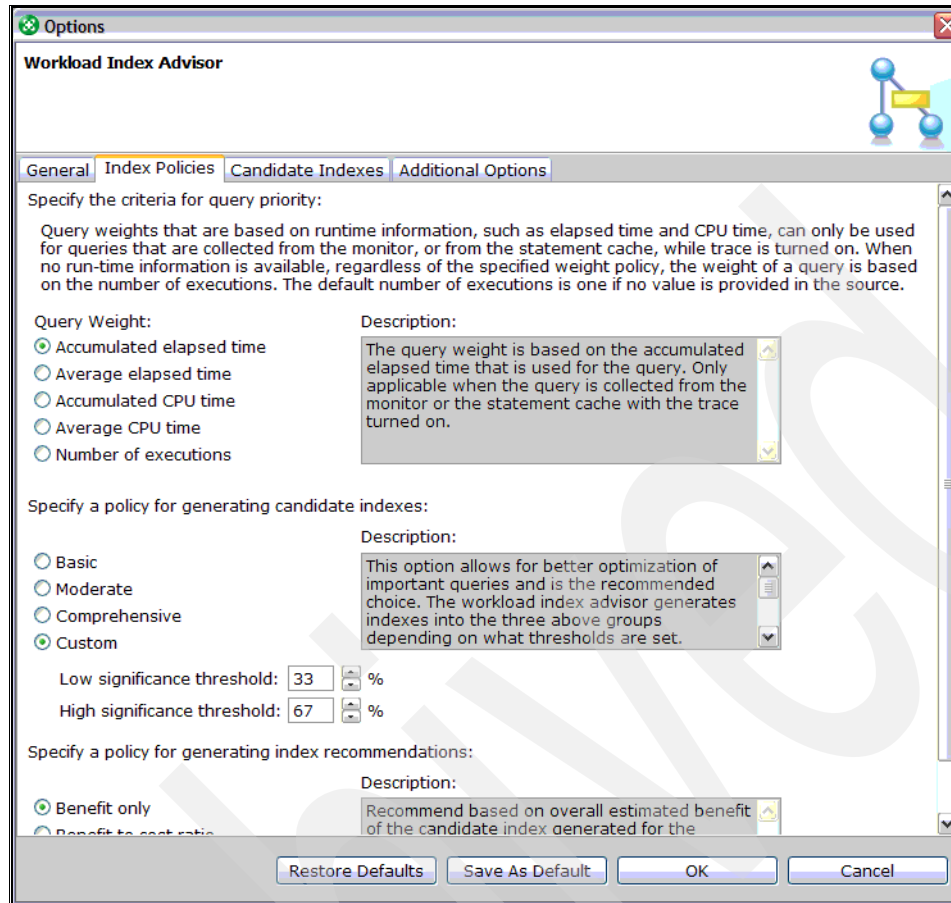 Options
Workload Index Advisor
General Index Policies Candidate Indexes Additional Options
Specify the criteria for query priority:
Query weights that are based on runtime information, such as elapsed time and CPU time, can only be used
for queries that are collected from the monitor, or from the statement cache, while trace is turned on. When
no run-time information is available, regardless of the specified weight policy, the weight of a query is based
on the number of executions. The default number of executions is one if no value is provided in the source.
Query Weight:
Accumulated elapsed time
Average elapsed time
Accumulated CPU time
Average CPU time
Number of executions
Description:
The query weight is based on the accumulated
elapsed time that is used for the query. Only
applicable when the query is collected from the
monitor or the statement cache with the trace
turned on.
Specify a policy for generating candidate indexes:
Basic
Moderate
Comprehensive
Custom
Description:
This option allows for better optimization of
important queries and is the recommended
choice. The workload index advisor generates
indexes into the three above groups
depending on what thresholds are set.
Low significance threshold: 33 %
High significance threshold: 67 %
Specify a policy for generating index recommendations:
Benefit only
Benefit to cost ratio
Description:
Recommend based on overall estimated benefit
of the candidate index generated for the
Restore Defaults Save As Default OK Cancel